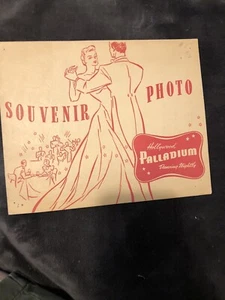 SOUVENIR PHOTO
Hollywood
PALLADIUM
Dancing Nightly